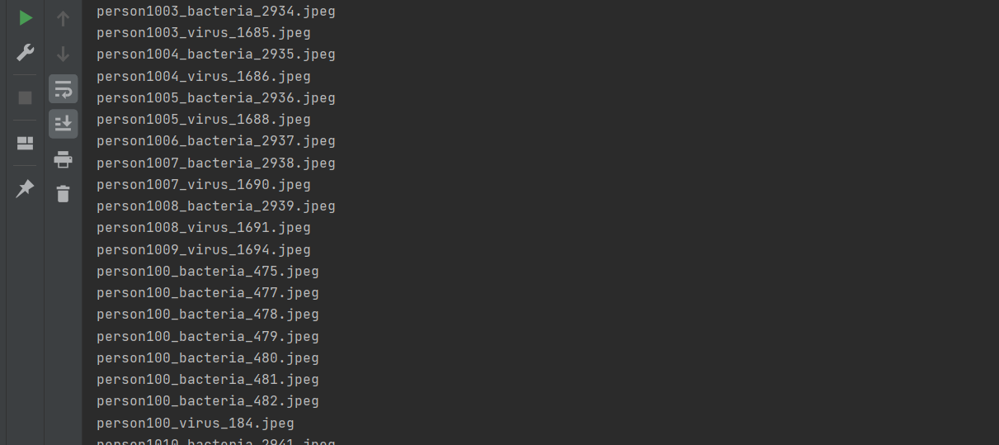 person1003_bacteria_2934.jpeg
person1003_virus_1685.jpeg
person1004_bacteria_2935.jpeg
person1004_virus_1686.jpeg
person1005_bacteria_2936.jpeg
person1005_virus_1688.jpeg
person1006_bacteria_2937.jpeg
person1007_bacteria_2938.jpeg
person1007_virus_1690.jpeg
person1008_bacteria_2939.jpeg
person1008_virus_1691.jpeg
person1009_virus_1694.jpeg
person100_bacteria_475.jpeg
person100_bacteria_477.jpeg
person100_bacteria_478.jpeg
person100_bacteria_479.jpeg
person100_bacteria_480.jpeg
person100_bacteria_481.jpeg
person100_bacteria_482.jpeg
person100_virus_184.jpeg
person1010_bacteria_2941.jpeg